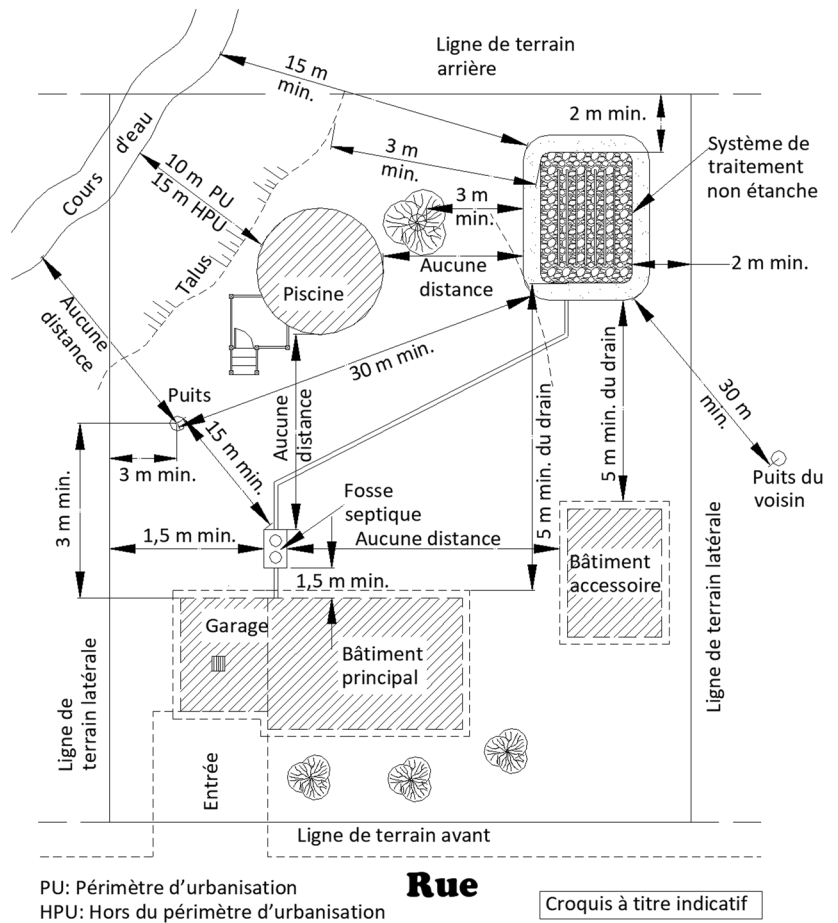 Ligne de terrain
arrière
15 m
min.
2 m min.
Cours d'eau
10 m PU
15 m HPU
3 m
min.
Système de
traitement
non étanche
3 m
min.
Talus
Piscine
Aucune
distance
2 m min.
Aucune
distance
30 m min.
Puits
Aucune
distance
15 m min.
5 m min. du drain
5 m min. du drain
30 m
min.
Puits du
voisin
3 m min.
3 m min.
Fosse
septique
1,5 m min.
Aucune distance
1,5 m min.
Bâtiment
accessoire
Garage
Bâtiment
principal
Ligne de
terrain latérale
Ligne de terrain latérale
Entrée
Ligne de terrain avant
Rue
PU: Périmètre d'urbanisation
HPU: Hors du périmètre d'urbanisation
Croquis à titre indicatif